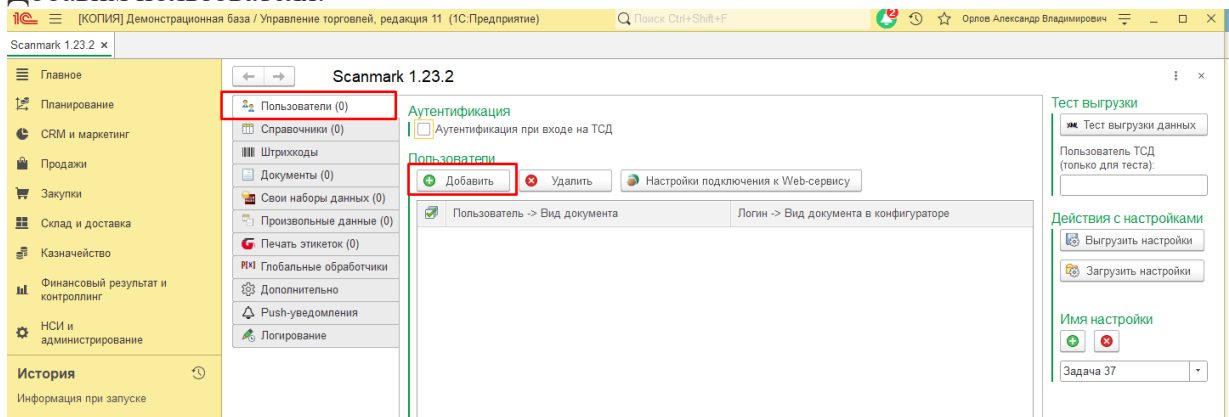 Добавим пользователя.
1С [КОПИЯ] Демонстрационная база / Управление торговлей, редакция 11 (1С:Предприятие) Поиск Ctrl+Shift+F 2 Орлов Александр Владимирович
Scanmark 1.23.2 ×
Главное
Планирование
CRM и маркетинг
Продажи
Закупки
Склад и доставка
Казначейство
Финансовый результат и
контроллинг
НСИ и
администрирование
История
Информация при запуске
Scanmark 1.23.2
Пользователи (0)
Справочники (0)
Штрихкоды
Документы (0)
Свои наборы данных (0)
Произвольные данные (0)
Печать этикеток (0)
P[X] Глобальные обработчики
Дополнительно
Push-уведомления
Логирование
Аутентификация
Аутентификация при входе на ТСД
Пользователи
Добавить Удалить Настройки подключения к Web-сервису
Пользователь -> Вид документа Логин -> Вид документа в конфигураторе
Тест выгрузки
XML Тест выгрузки данных
Пользователь ТСД
(только для теста):
Действия с настройками
Выгрузить настройки
Загрузить настройки
Имя настройки
Задача 37